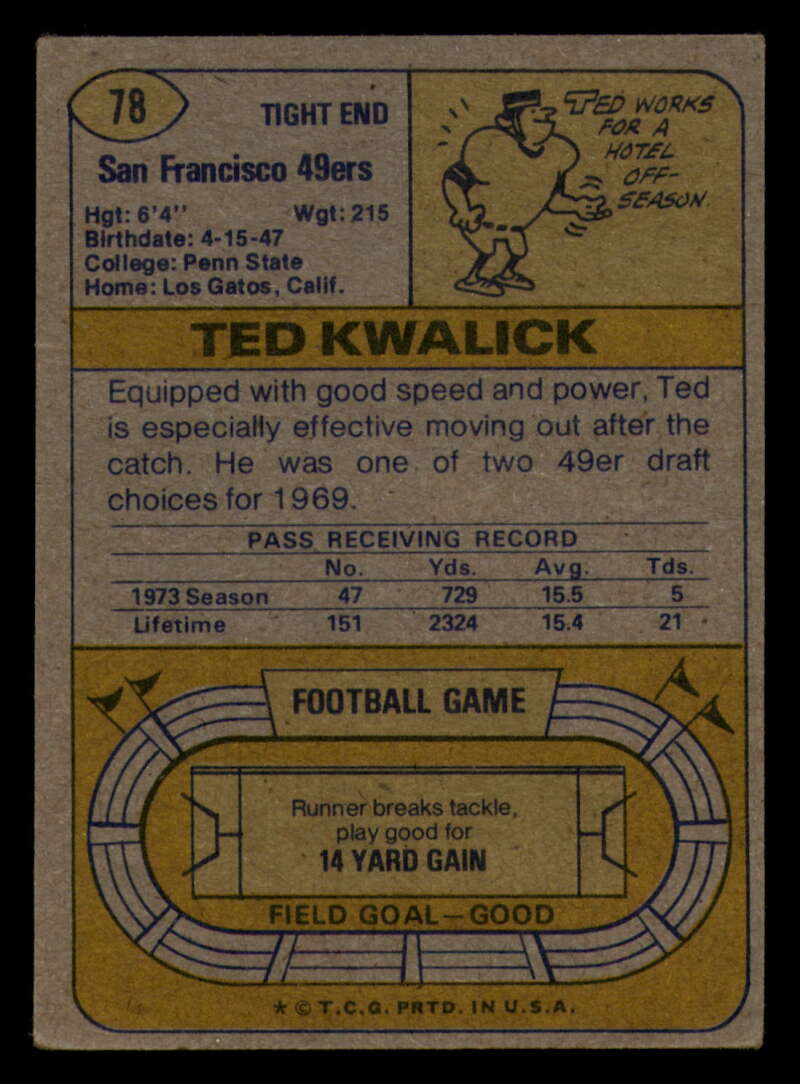 78
TIGHT END
San Francisco 49ers
Hgt: 6'4'' Wgt: 215
Birthdate: 4-15-47
College: Penn State
Home: Los Gatos, Calif.
TED WORKS
FOR A
HOTEL
OFF-
SEASON.
TED KWALICK
Equipped with good speed and power, Ted
is especially effective moving out after the
catch. He was one of two 49er draft
choices for 1969.
PASS RECEIVING RECORD
No. Yds. Avg. Tds.
1973 Season 47 729 15.5 5
Lifetime 151 2324 15.4 21
FOOTBALL GAME
Runner breaks tackle,
play good for
14 YARD GAIN
FIELD GOAL—GOOD
* © T.C.G. PRTD. IN U.S.A.